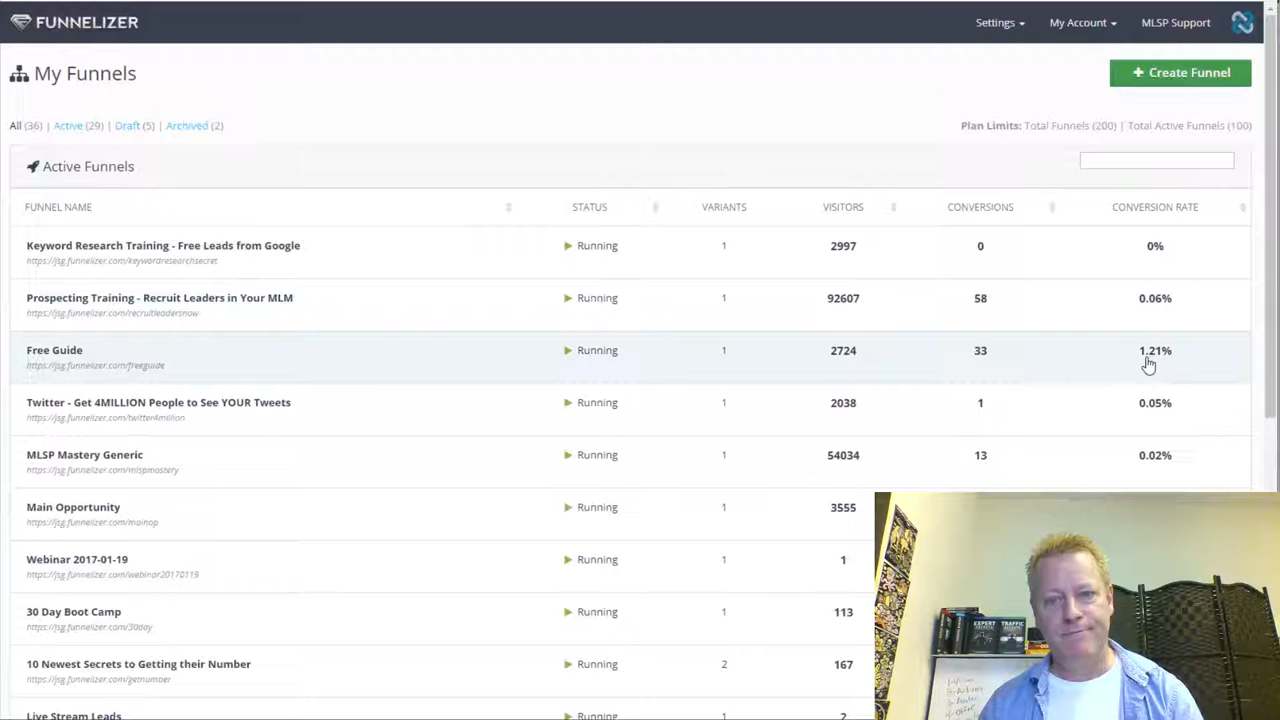 FUNNELIZER
Settings My Account MLSP Support
My Funnels
+ Create Funnel
All (36) | Active (29) | Draft (5) | Archived (2)
Plan Limits: Total Funnels (200) | Total Active Funnels (100)
Active Funnels
FUNNEL NAME STATUS VARIANTS VISITORS CONVERSIONS CONVERSION RATE
Keyword Research Training - Free Leads from Google Running 1 2997 0 0%
https://jsg.funnelizer.com/keywordresearchsecret
Prospecting Training - Recruit Leaders in Your MLM Running 1 92607 58 0.06%
https://jsg.funnelizer.com/recruitleadersnow
Free Guide Running 1 2724 33 1.21%
https://jsg.funnelizer.com/freeguide
Twitter - Get 4MILLION People to See YOUR Tweets Running 1 2038 1 0.05%
https://jsg.funnelizer.com/twitter4million
MLSP Mastery Generic Running 1 54034 13 0.02%
https://jsg.funnelizer.com/mlspmastery
Main Opportunity Running 1 3555
https://jsg.funnelizer.com/mainop
Webinar 2017-01-19 Running 1 1
https://jsg.funnelizer.com/webinar20170119
30 Day Boot Camp Running 1 113
https://jsg.funnelizer.com/30day
10 Newest Secrets to Getting their Number Running 2 167
https://jsg.funnelizer.com/getnumber
Live Stream Leads Running 1 2
EXPERT
SECRETS
TRAFFIC
SECRETS